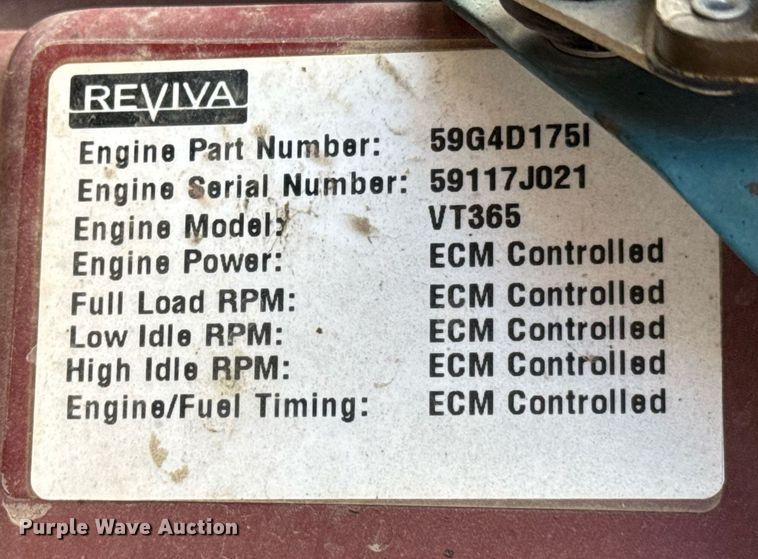 REVIVA
Engine Part Number: 59G4D175I
Engine Serial Number: 59117J021
Engine Model: VT365
Engine Power: ECM Controlled
Full Load RPM: ECM Controlled
Low Idle RPM: ECM Controlled
High Idle RPM: ECM Controlled
Engine/Fuel Timing: ECM Controlled
Purple Wave Auction